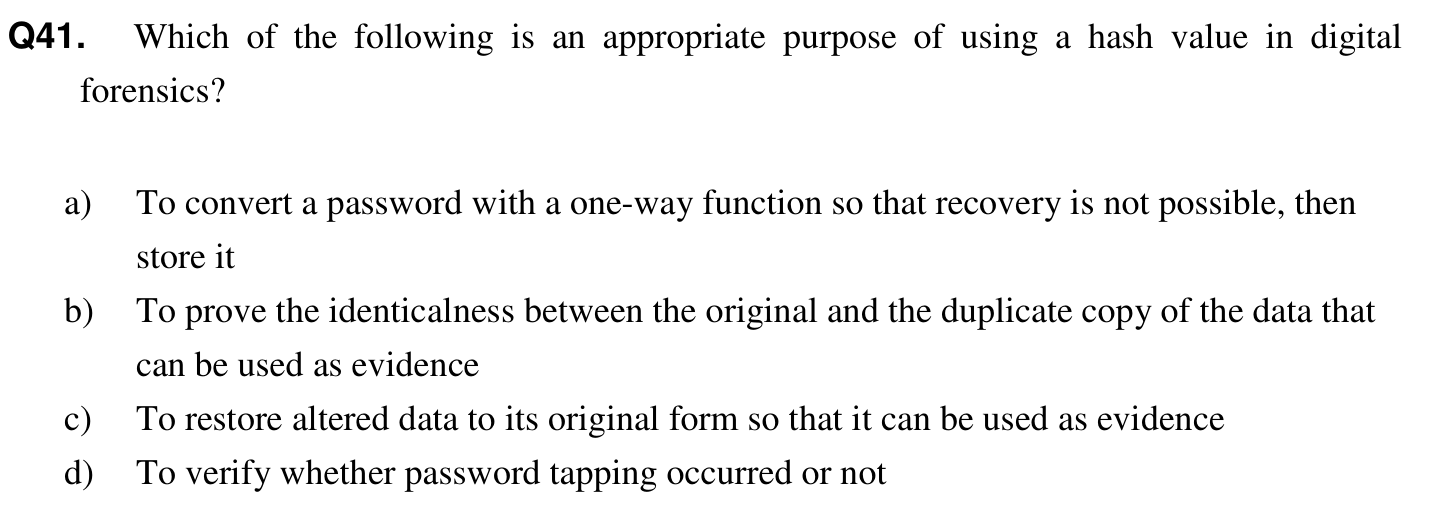 Q41. Which of the following is an appropriate purpose of using a hash value in digital
forensics?
a) To convert a password with a one-way function so that recovery is not possible, then
store it
b) To prove the identicalness between the original and the duplicate copy of the data that
can be used as evidence
c) To restore altered data to its original form so that it can be used as evidence
d) To verify whether password tapping occurred or not